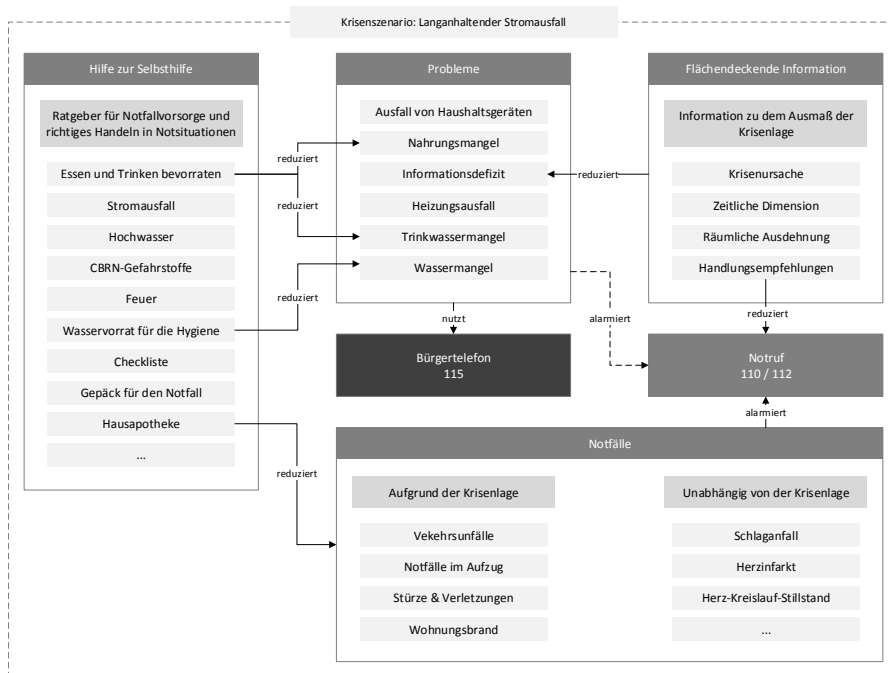 Krisenszenario: Langanhaltender Stromausfall
Hilfe zur Selbsthilfe
Ratgeber für Notfallvorsorge und
richtiges Handeln in Notsituationen
Essen und Trinken bevorraten
Stromausfall
Hochwasser
CBRN-Gefahrstoffe
Feuer
Wasservorrat für die Hygiene
Checkliste
Gepäck für den Notfall
Hausapotheke
...
reduziert
reduziert
reduziert
reduziert
Probleme
Ausfall von Haushaltsgeräten
Nahrungsmangel
Informationsdefizit
Heizungsausfall
Trinkwassermangel
Wassermangel
reduziert
Flächendeckende Information
Information zu dem Ausmaß der
Krisenlage
Krisenursache
Zeitliche Dimension
Räumliche Ausdehnung
Handlungsempfehlungen
nutzt
alarmiert
reduziert
Bürgertelefon
115
Notruf
110 / 112
alarmiert
Notfälle
Aufgrund der Krisenlage
Vekehrsunfälle
Notfälle im Aufzug
Stürze & Verletzungen
Wohnungsbrand
Unabhängig von der Krisenlage
Schlaganfall
Herzinfarkt
Herz-Kreislauf-Stillstand
...